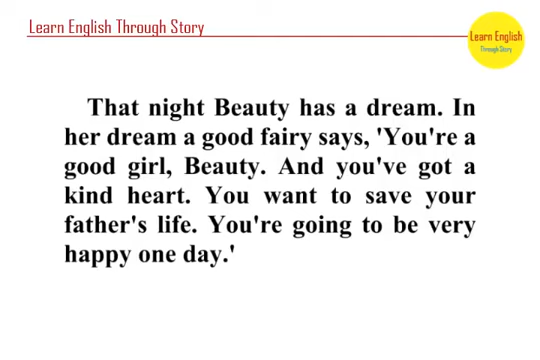 Learn English Through Story
Learn English
Through Story
That night Beauty has a dream. In
her dream a good fairy says, 'You're a
good girl, Beauty. And you've got a
kind heart. You want to save your
father's life. You're going to be very
happy one day.'